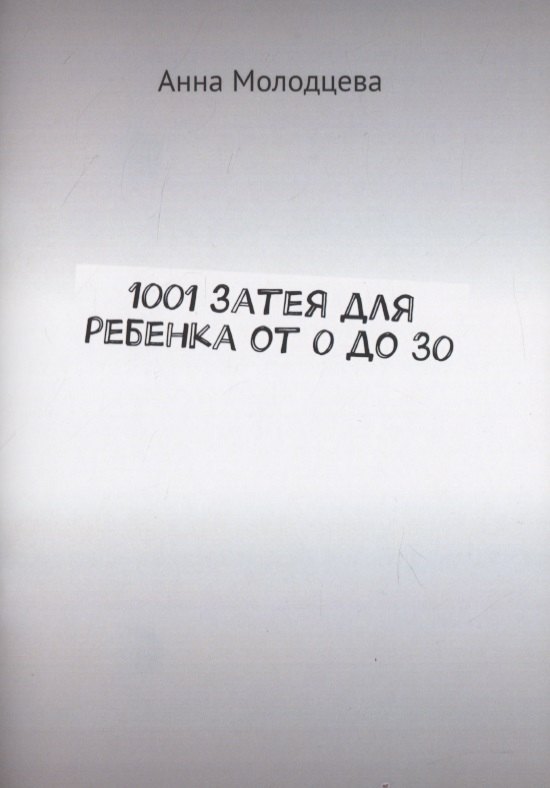 Анна Молодцева
1001 ЗАТЕЯ ДЛЯ
РЕБЕНКА ОТ 0 ДО 30